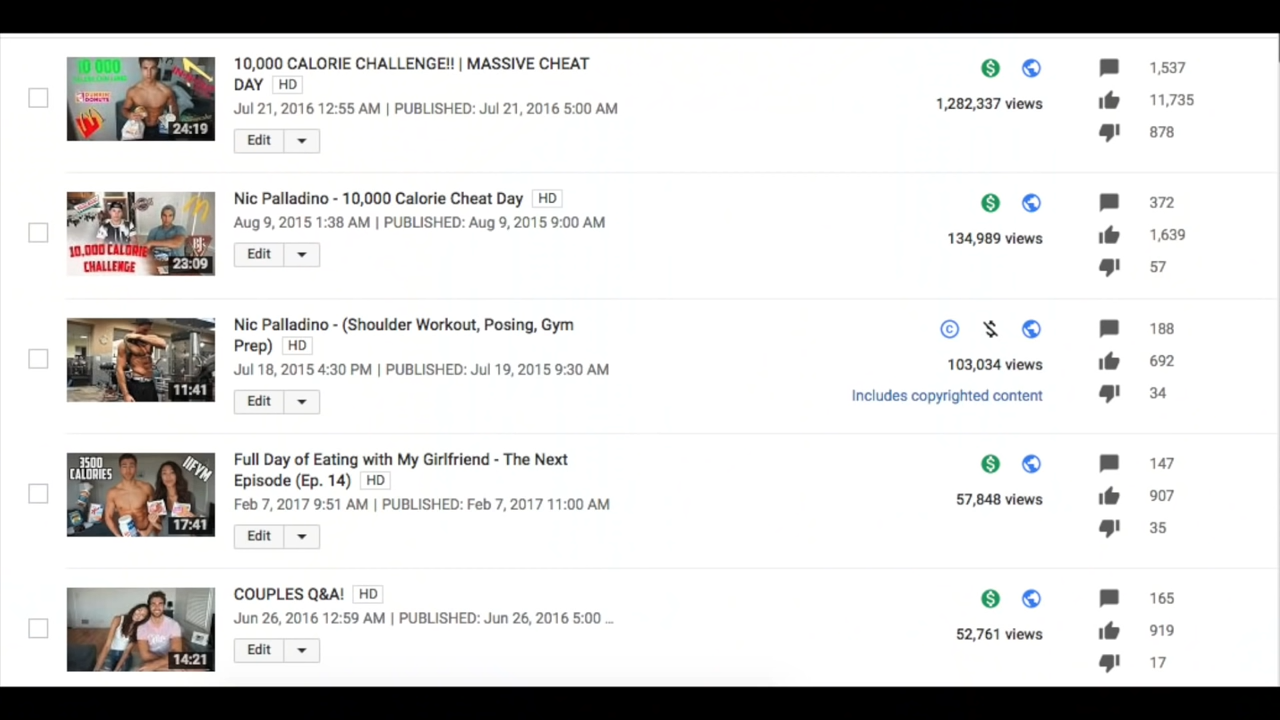 10 000
24:19
10,000 CALORIE CHALLENGE!! | MASSIVE CHEAT
DAY HD
Jul 21, 2016 12:55 AM | PUBLISHED: Jul 21, 2016 5:00 AM
Edit
1,282,337 views
1,537
11,735
878
10,000 CALORIE
CHALLENGE
23:09
Nic Palladino - 10,000 Calorie Cheat Day HD
Aug 9, 2015 1:38 AM | PUBLISHED: Aug 9, 2015 9:00 AM
Edit
134,989 views
372
1,639
57
11:41
Nic Palladino - (Shoulder Workout, Posing, Gym
Prep) HD
Jul 18, 2015 4:30 PM | PUBLISHED: Jul 19, 2015 9:30 AM
Edit
C
103,034 views
Includes copyrighted content
188
692
34
3500
CALORIES
IIFYM
17:41
Full Day of Eating with My Girlfriend - The Next
Episode (Ep. 14) HD
Feb 7, 2017 9:51 AM | PUBLISHED: Feb 7, 2017 11:00 AM
Edit
57,848 views
147
907
35
14:21
COUPLES Q&A! HD
Jun 26, 2016 12:59 AM | PUBLISHED: Jun 26, 2016 5:00 ...
Edit
52,761 views
165
919
17